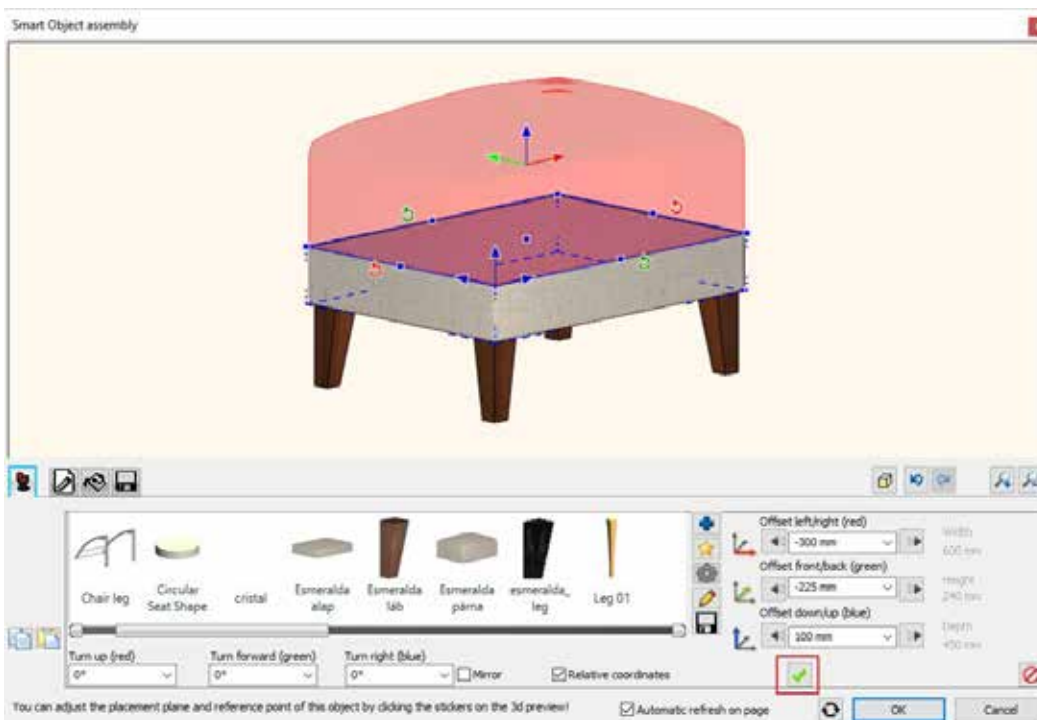 Smart Object assembly
Chair leg
Circular
Seat Shape
cristal
Esmeralda
alap
Esmeralda
láb
Esmeralda
párna
esmeralda_
leg
Leg 01
Offset left/right (red)
-300 mm
Width
600 mm
Offset front/back (green)
-225 mm
Height
240 mm
Offset down/up (blue)
100 mm
Depth
450 mm
Turn up (red)
0°
Turn forward (green)
0°
Turn right (blue)
0°
Mirror
Relative coordinates
You can adjust the placement plane and reference point of this object by clicking the stickers on the 3d preview!
Automatic refresh on page
OK
Cancel